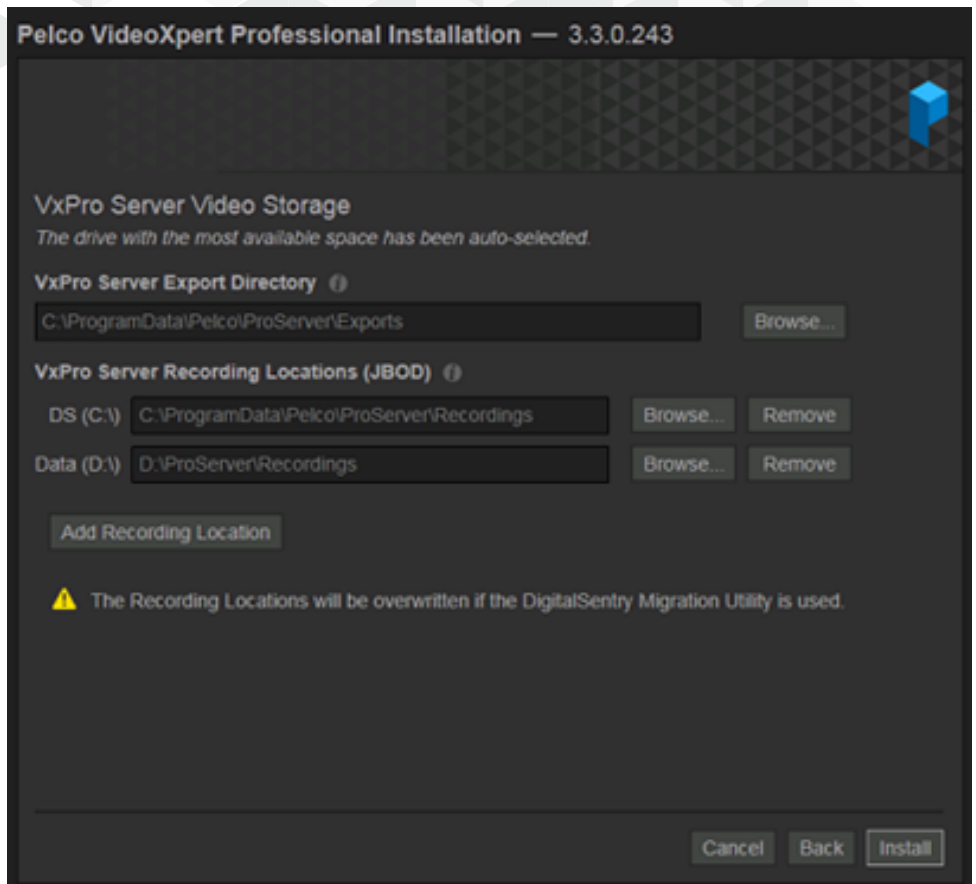 Pelco VideoXpert Professional Installation — 3.3.0.243
VxPro Server Video Storage
The drive with the most available space has been auto-selected.
VxPro Server Export Directory
C:\ProgramData\Pelco\ProServer\Exports Browse...
VxPro Server Recording Locations (JBOD)
DS (C:\) C:\ProgramData\Pelco\ProServer\Recordings Browse... Remove
Data (D:\) D:\ProServer\Recordings Browse... Remove
Add Recording Location
The Recording Locations will be overwritten if the DigitalSentry Migration Utility is used.
Cancel Back Install